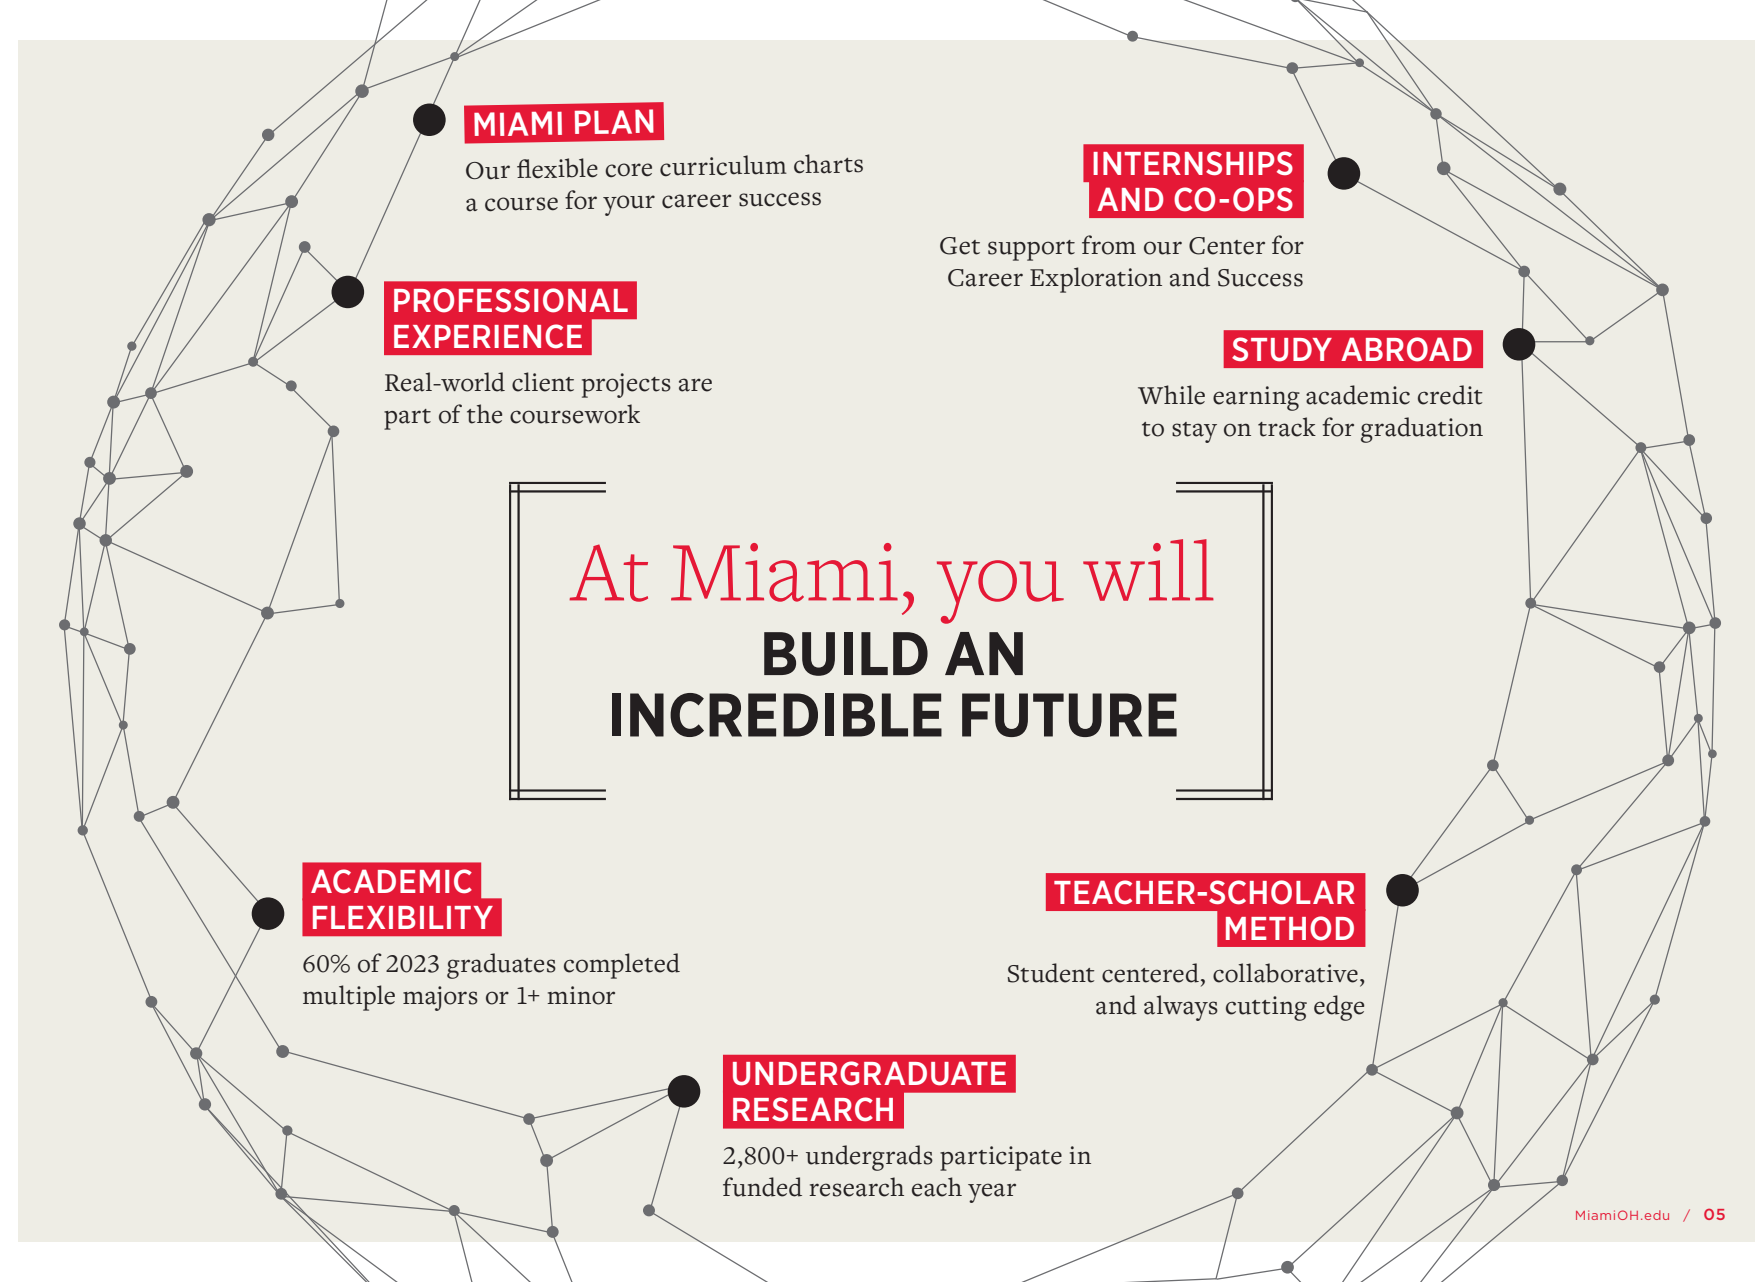 MIAMI PLAN
Our flexible core curriculum charts
a course for your career success
PROFESSIONAL
EXPERIENCE
Real-world client projects are
part of the coursework
INTERNSHIPS
AND CO-OPS
Get support from our Center for
Career Exploration and Success
STUDY ABROAD
While earning academic credit
to stay on track for graduation
At Miami, you will
BUILD AN
INCREDIBLE FUTURE
ACADEMIC
FLEXIBILITY
60% of 2023 graduates completed
multiple majors or 1+ minor
TEACHER-SCHOLAR
METHOD
Student centered, collaborative,
and always cutting edge
UNDERGRADUATE
RESEARCH
2,800+ undergrads participate in
funded research each year
MiamiOH.edu / 05